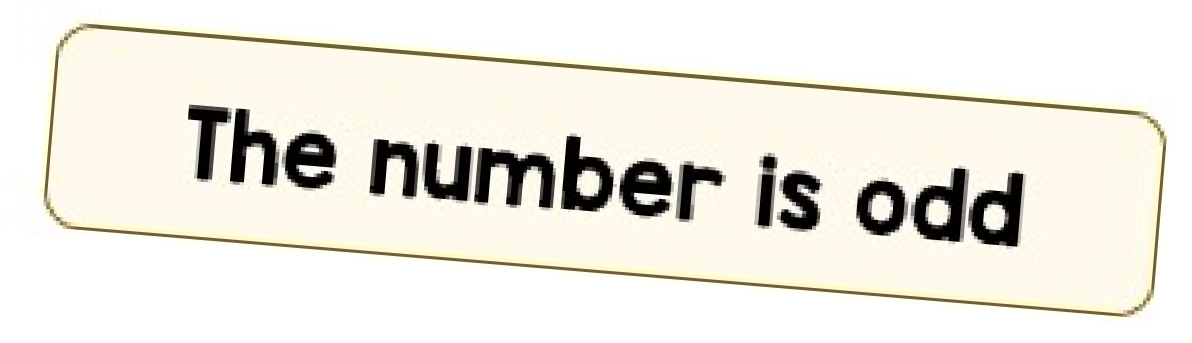 The number is odd